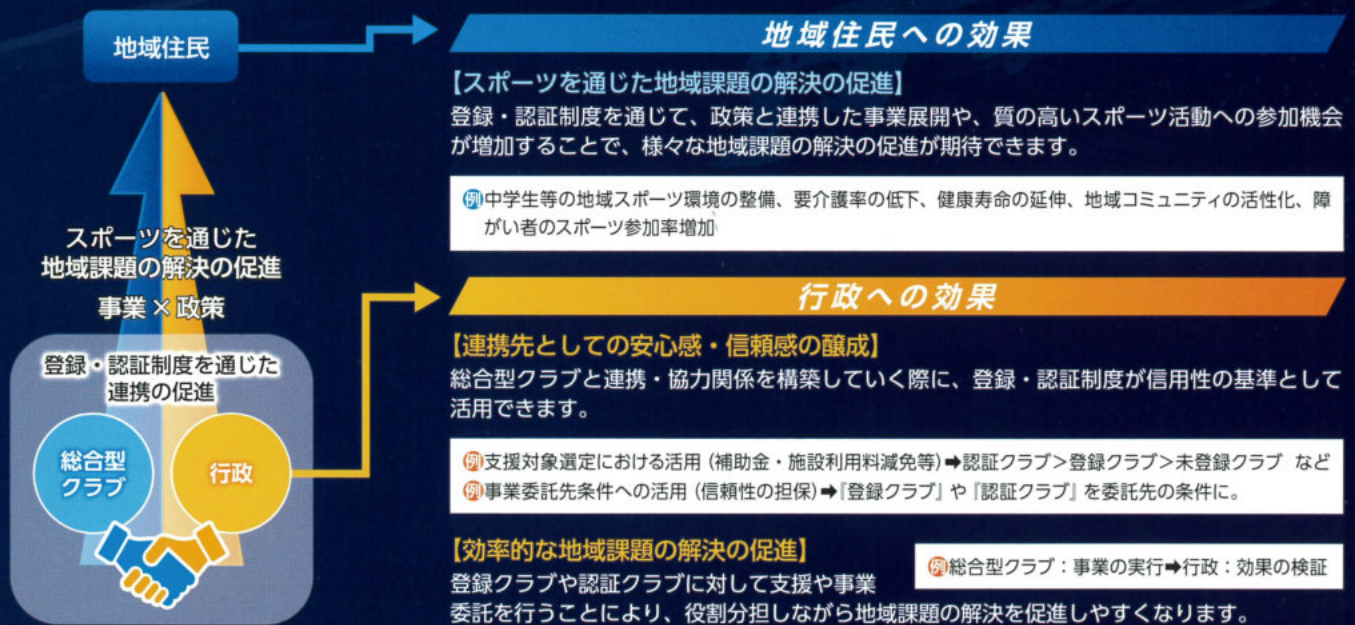 地域住民
スポーツを通じた
地域課題の解決の促進
事業×政策
登録・認証制度を通じた
連携の促進
総合型
クラブ
行政
地域住民への効果
【スポーツを通じた地域課題の解決の促進】
登録・認証制度を通じて、政策と連携した事業展開や、質の高いスポーツ活動への参加機会
が増加することで、様々な地域課題の解決の促進が期待できます。
例中学生等の地域スポーツ環境の整備、要介護率の低下、健康寿命の延伸、地域コミュニティの活性化、障
がい者のスポーツ参加率増加
行政への効果
【連携先としての安心感・信頼感の醸成】
総合型クラブと連携・協力関係を構築していく際に、登録・認証制度が信用性の基準として
活用できます。
例支援対象選定における活用（補助金・施設利用料減免等）➡認証クラブ＞登録クラブ＞未登録クラブ など
例事業委託先条件への活用（信頼性の担保）➡『登録クラブ』や『認証クラブ』を委託先の条件に。
【効率的な地域課題の解決の促進】
例総合型クラブ：事業の実行➡行政：効果の検証
登録クラブや認証クラブに対して支援や事業
委託を行うことにより、役割分担しながら地域課題の解決を促進しやすくなります。